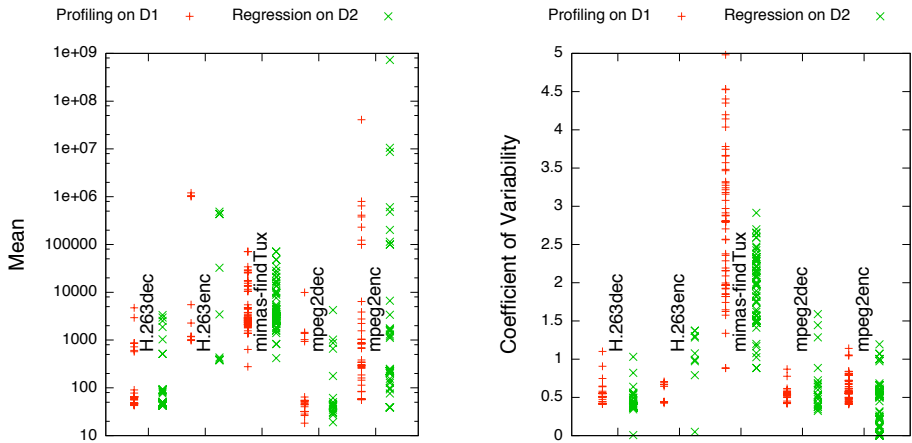 Profiling on D1
Regression on D2
Mean
1e+09
1e+08
1e+07
1e+06
100000
10000
1000
100
10
H.263dec
H.263enc
mimas-findTux
mpeg2dec
mpeg2enc
Profiling on D1
Regression on D2
Coefficient of Variability
5
4.5
4
3.5
3
2.5
2
1.5
1
0.5
0
H.263dec
H.263enc
mimas-findTux
mpeg2dec
mpeg2enc